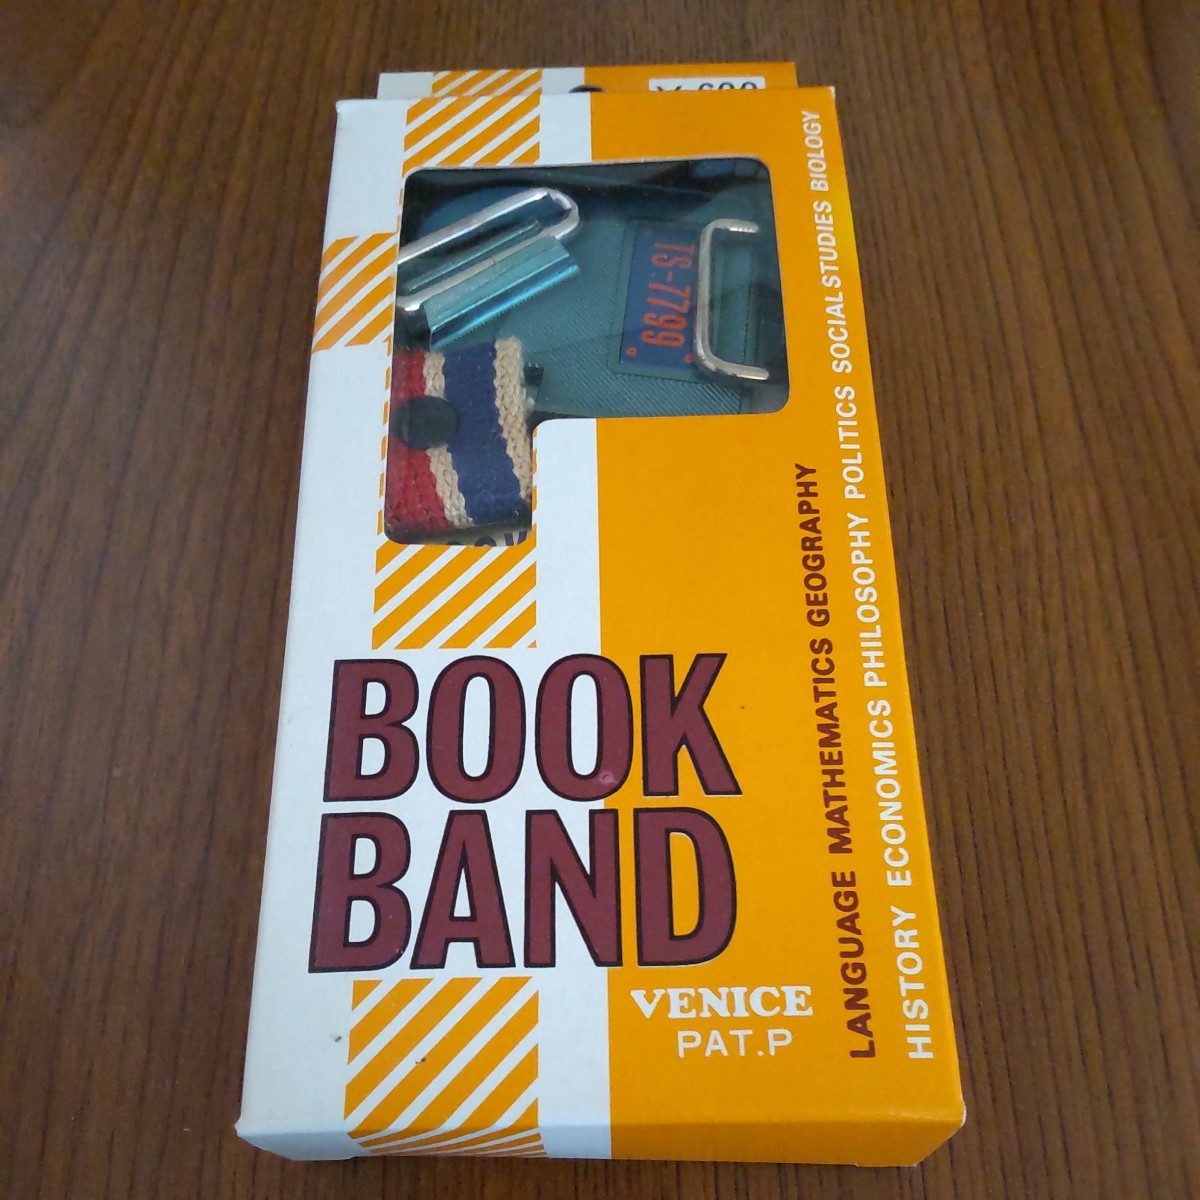 TS-7799
BOOK
BAND
VENICE
PAT.P
LANGUAGE MATHEMATICS GEOGRAPHY
HISTORY ECONOMICS PHILOSOPHY POLITICS SOCIAL STUDIES BIOLOGY